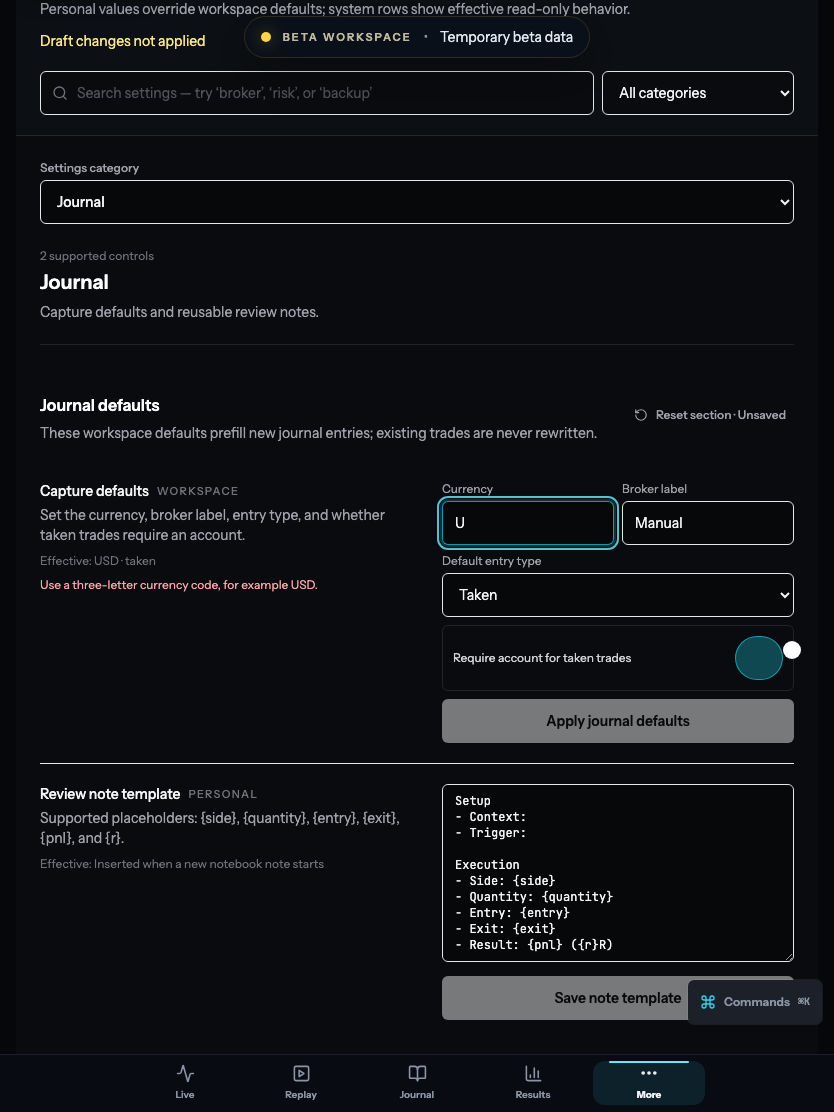 Personal values override workspace defaults; system rows show effective read-only behavior.
Draft changes not applied
BETA WORKSPACE · Temporary beta data
Search settings — try ‘broker’, ‘risk’, or ‘backup’
All categories
Settings category
Journal
2 supported controls
Journal
Capture defaults and reusable review notes.
Journal defaults
These workspace defaults prefill new journal entries; existing trades are never rewritten.
Reset section · Unsaved
Capture defaults WORKSPACE
Set the currency, broker label, entry type, and whether
taken trades require an account.
Effective: USD · taken
Use a three-letter currency code, for example USD.
Currency
U
Broker label
Manual
Default entry type
Taken
Require account for taken trades
Apply journal defaults
Review note template PERSONAL
Supported placeholders: {side}, {quantity}, {entry}, {exit},
{pnl}, and {r}.
Effective: Inserted when a new notebook note starts
Setup
- Context:
- Trigger:
Execution
- Side: {side}
- Quantity: {quantity}
- Entry: {entry}
- Exit: {exit}
- Result: {pnl} ({r}R)
Save note template
⌘ Commands ⌘K
Live
Replay
Journal
Results
More